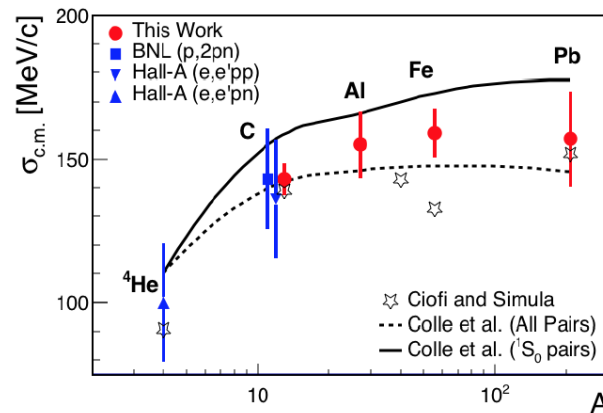 200
150
100
σc.m. [MeV/c]
This Work
BNL (p,2pn)
Hall-A (e,e'pp)
Hall-A (e,e'pn)
⁴He
C
Al
Fe
Pb
Ciofi and Simula
Colle et al. (All Pairs)
Colle et al. (¹S₀ pairs)
10
10²
A